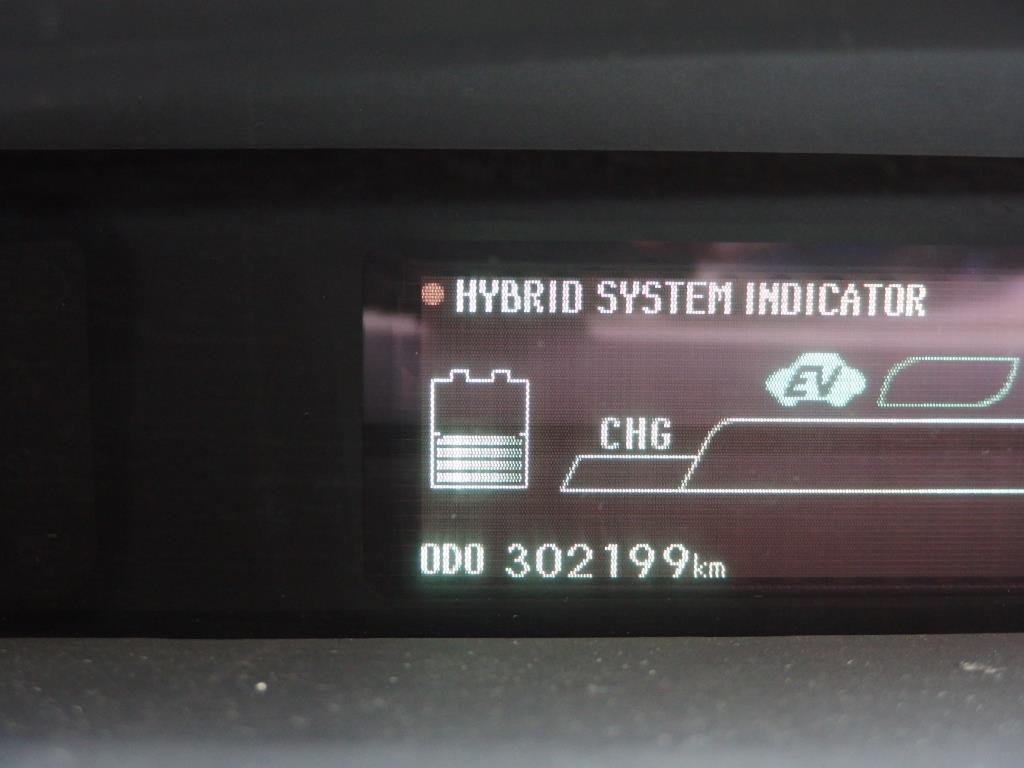 HYBRID SYSTEM INDICATOR
EV
CHG
ODO 302199km